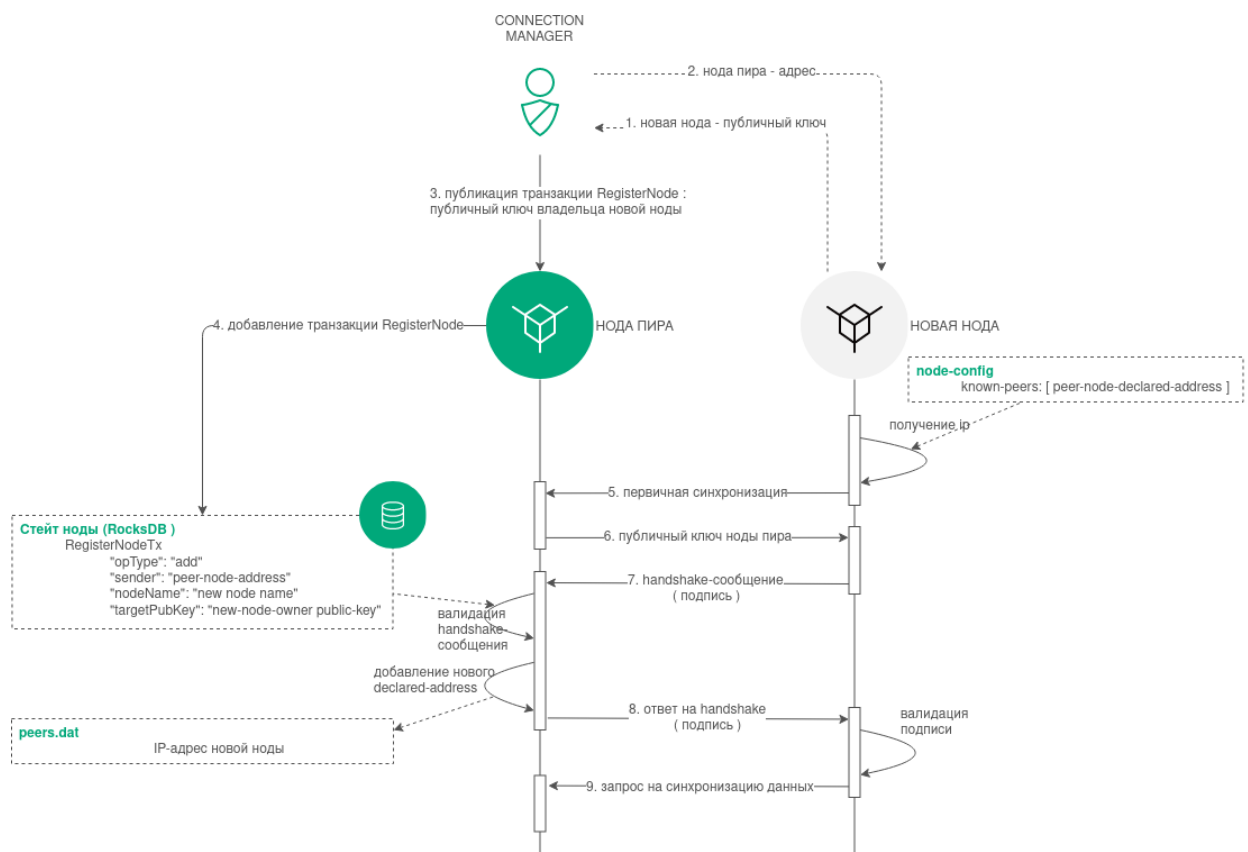 CONNECTION
MANAGER
2. нода пира - адрес
1. новая нода - публичный ключ
3. публикация транзакции RegisterNode :
публичный ключ владельца новой ноды
4. добавление транзакции RegisterNode
НОДА ПИРА
НОВАЯ НОДА
node-config
known-peers: [ peer-node-declared-address ]
получение ip
5. первичная синхронизация
Стейт ноды (RocksDB )
RegisterNodeTx
"opType": "add"
"sender": "peer-node-address"
"nodeName": "new node name"
"targetPubKey": "new-node-owner public-key"
6. публичный ключ ноды пира
7. handshake-сообщение
( подпись )
валидация
handshake-
сообщения
добавление нового
declared-address
8. ответ на handshake
( подпись )
валидация
подписи
peers.dat
IP-адрес новой ноды
9. запрос на синхронизацию данных